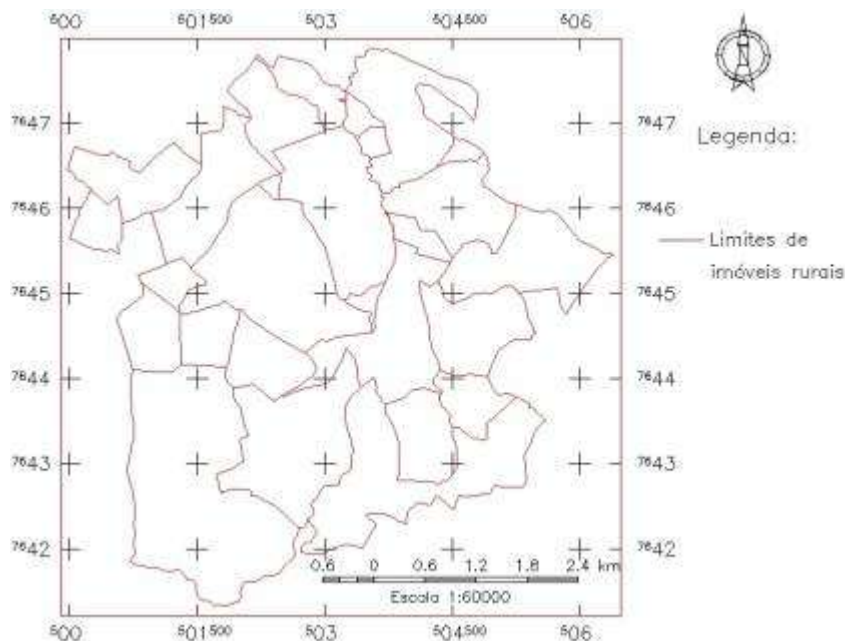 ⁵00 ⁵01⁵⁰⁰ ⁵03 ⁵04⁵⁰⁰ ⁵06
N
⁷⁶47 ⁷⁶47
Legenda:
⁷⁶46 ⁷⁶46
Limites de
imóveis rurais
⁷⁶45 ⁷⁶45
⁷⁶44 ⁷⁶44
⁷⁶43 ⁷⁶43
⁷⁶42 ⁷⁶42
0.6 0 0.6 1.2 1.8 2.4 km
Escala 1:60000
⁵00 ⁵01⁵⁰⁰ ⁵03 ⁵04⁵⁰⁰ ⁵06